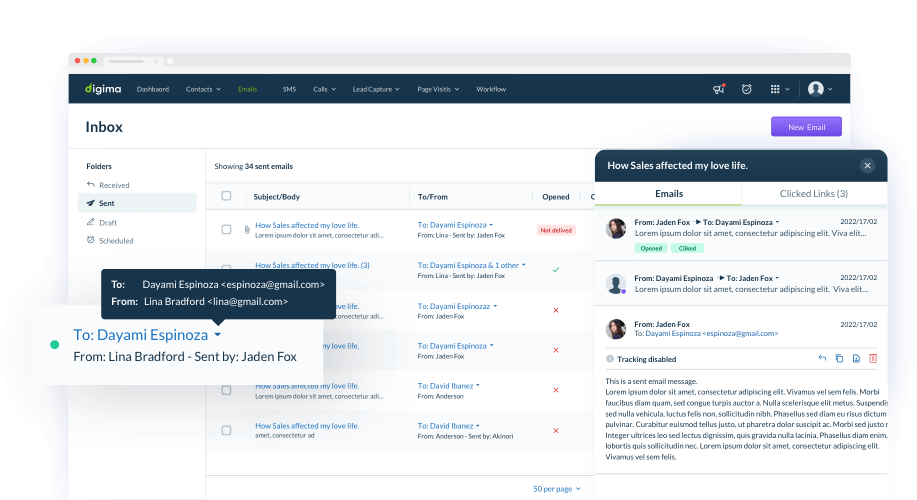 digima Dashbaord Contacts Emails SMS Calls Lead Capture Page Visitis Workflow
Inbox
New Email
Folders
Received
Sent
Draft
Scheduled
Showing 34 sent emails
Subject/Body To/From Opened C
How Sales affected my love life.
Lorem ipsum dolor sit amet, consectetur adi...
To: Dayami Espinoza
From: Lina - Sent by: Jaden Fox
Not delived
How Sales affected my love life. (3)
To: Dayami Espinoza & 1 other
From: Lina - Sent by: Jaden Fox
To: Dayami Espinozaz
From: Jaden Fox
my love life.
consectetur adi...
To: Dayami Espinoza
From: Jaden Fox
How Sales affected my love life.
Lorem ipsum dolor sit amet, consectetur adi...
To: David Ibanez
From: Anderson
How Sales affected my love life.
amet, consectetur ad
To: David Ibanez
From: Anderson - Sent by: Akinori
50 per page
To: Dayami Espinoza <espinoza@gmail.com>
From: Lina Bradford <lina@gmail.com>
To: Dayami Espinoza
From: Lina Bradford - Sent by: Jaden Fox
How Sales affected my love life.
Emails Clicked Links (3)
From: Jaden Fox To: Dayami Espinoza 2022/17/02
Lorem ipsum dolor sit amet, consectetur adipiscing elit. Viva elit...
Opened Cliked
From: Dayami Espinoza To: Jaden Fox 2022/17/02
Lorem ipsum dolor sit amet, consectetur adipiscing elit. Viva elit...
From: Jaden Fox 2022/17/02
To: Dayami Espinoza <espinoza@gmail.com>
Tracking disabled
This is a sent email message.
Lorem ipsum dolor sit amet, consectetur adipiscing elit. Vivamus vel sem felis. Morbi
faucibus diam quam, sed congue turpis auctor a. Nulla scelerisque elit metus. Suspendis
sed nulla vehicula, luctus felis non, sollicitudin nibh. Phasellus sed diam eu risus dictum
pulvinar. Curabitur euismod tellus justo, ut pharetra dolor suscipit ac. Morbi sed justo
Integer ultrices leo sed lectus dignissim, quis gravida nulla lacinia. Phasellus diam enim,
lobortis quis sollicitudin nec. Lorem ipsum dolor sit amet, consectetur adipiscing elit.
Vivamus vel sem felis.